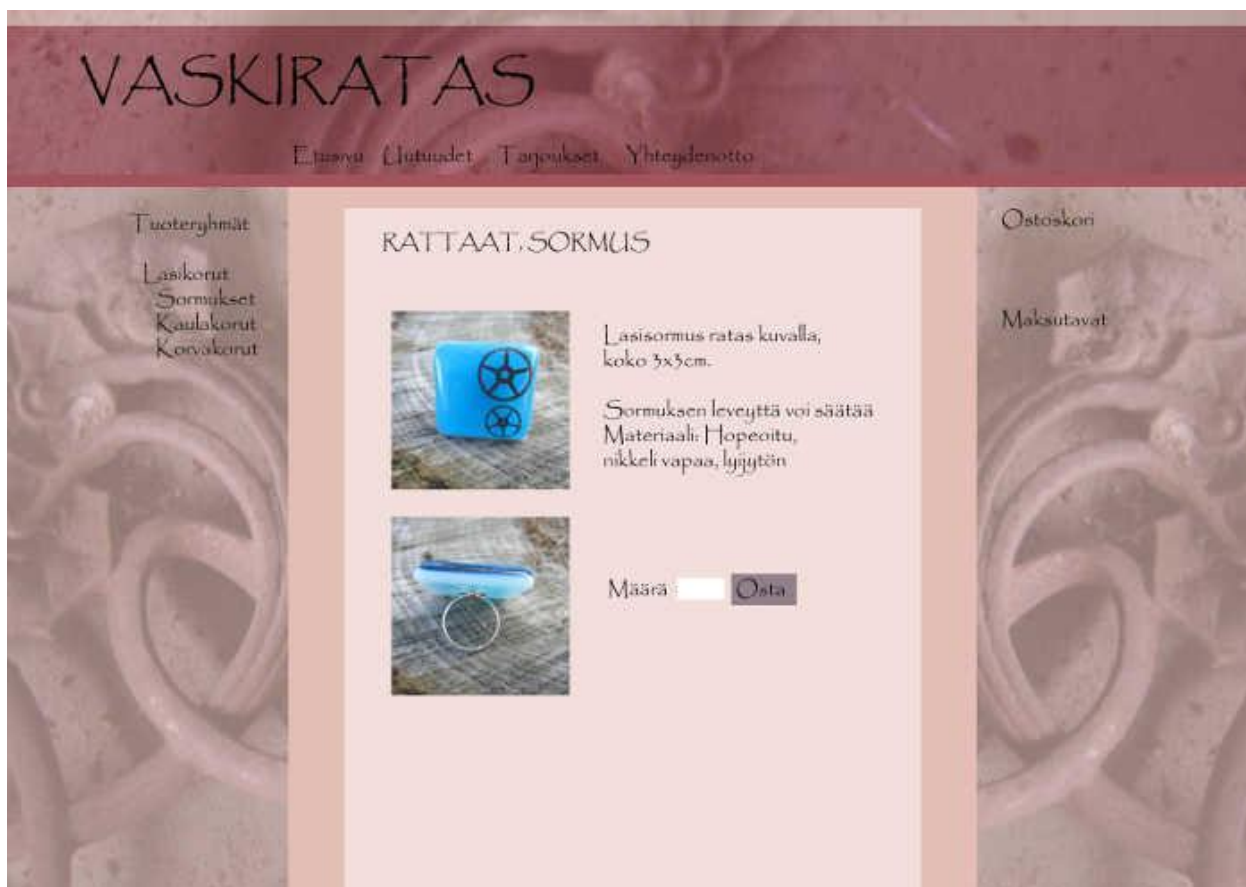 VASKIRATAS
Etusivu Uutuudet Tarjoukset Yhteydenotto
Tuoteryhmät
Lasikorut
Sormukset
Kaulakorut
Korvakorut
RATTAAT, SORMUS
Lasisormus ratas kuvalla,
koko 3x3cm.
Sormuksen leveyttä voi säätää
Materiaali: Hopeoitu,
nikkeli vapaa, lyijytön
Määrä Osta
Ostoskori
Maksutavat